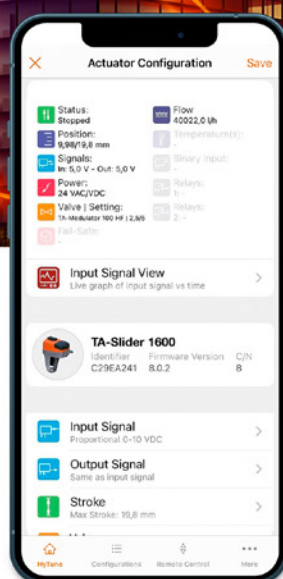 Actuator Configuration
Save
Status:
Stopped
Flow
40022,0 l/h
Position:
9,98/19,8 mm
Temperature(s):
-
Signals:
In: 5,0 V - Out: 5,0 V
Binary Input:
-
Power:
24 VAC/VDC
Relays:
1: -
Valve | Setting:
TA-Modulator 100 HF | 2,5/6
Relays:
2: -
Fail-Safe:
-
Input Signal View
Live graph of input signal vs time
TA-Slider 1600
Identifier Firmware Version C/N
C29EA241 8.0.2 8
Input Signal
Proportional 0-10 VDC
Output Signal
Same as input signal
Stroke
Max Stroke: 19,8 mm
HyTune Configurations Remote Control More